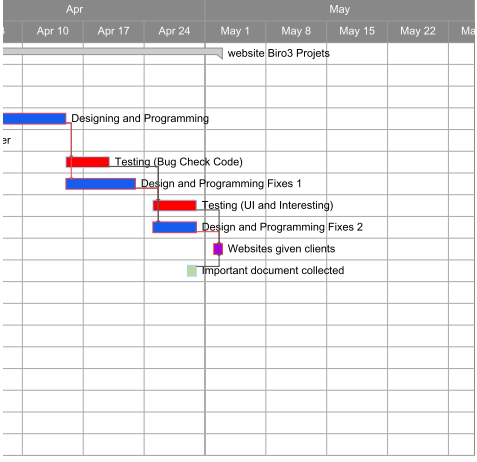 Apr May
Apr 10 Apr 17 Apr 24 May 1 May 8 May 15 May 22
website Biro3 Projets
Designing and Programming
er
Testing (Bug Check Code)
Design and Programming Fixes 1
Testing (UI and Interesting)
Design and Programming Fixes 2
Websites given clients
Important document collected